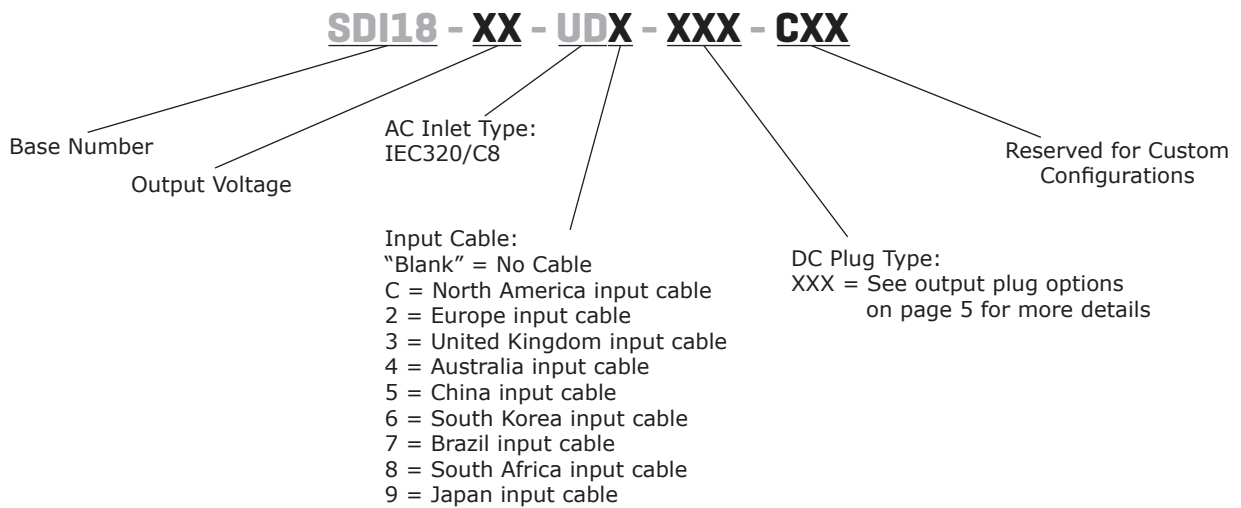 SDI18 - XX - UDX - XXX - CXX
Base Number
Output Voltage
AC Inlet Type:
IEC320/C8
Input Cable:
“Blank” = No Cable
C = North America input cable
2 = Europe input cable
3 = United Kingdom input cable
4 = Australia input cable
5 = China input cable
6 = South Korea input cable
7 = Brazil input cable
8 = South Africa input cable
9 = Japan input cable
DC Plug Type:
XXX = See output plug options
on page 5 for more details
Reserved for Custom
Configurations